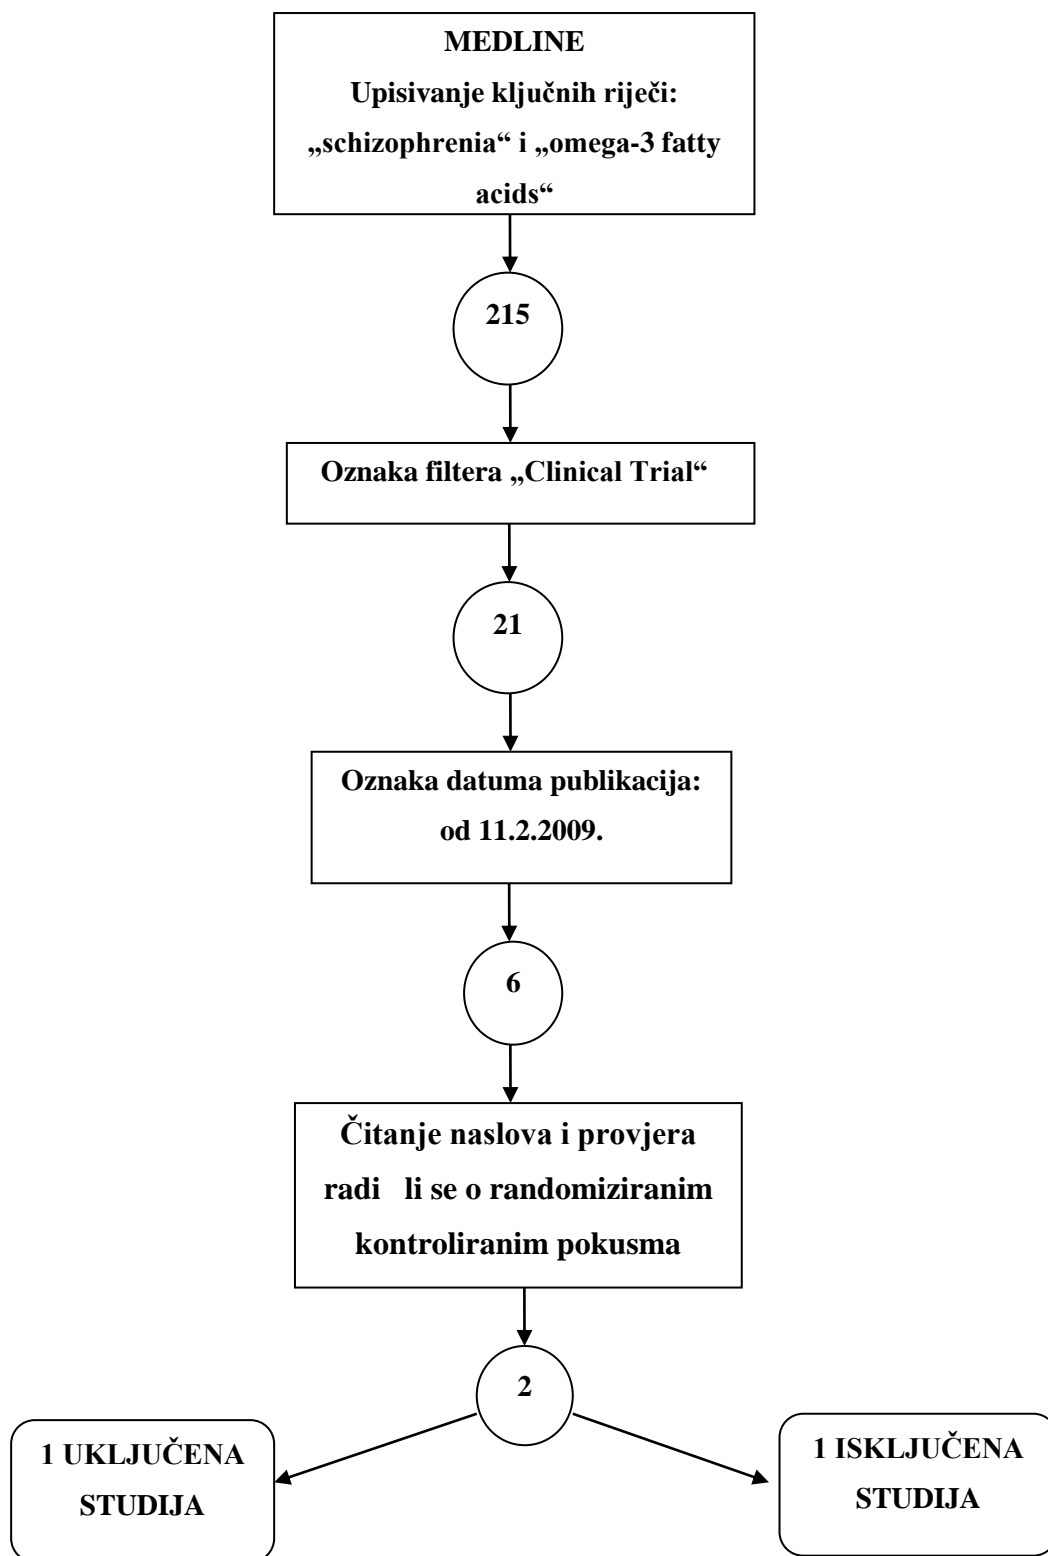 MEDLINE
Upisivanje ključnih riječi:
„schizophrenia“ i „omega-3 fatty
acids“
215
Oznaka filtera „Clinical Trial“
21
Oznaka datuma publikacija:
od 11.2.2009.
6
Čitanje naslova i provjera
radi li se o randomiziranim
kontroliranim pokusma
2
1 UKLJUČENA
STUDIJA
1 ISKLJUČENA
STUDIJA